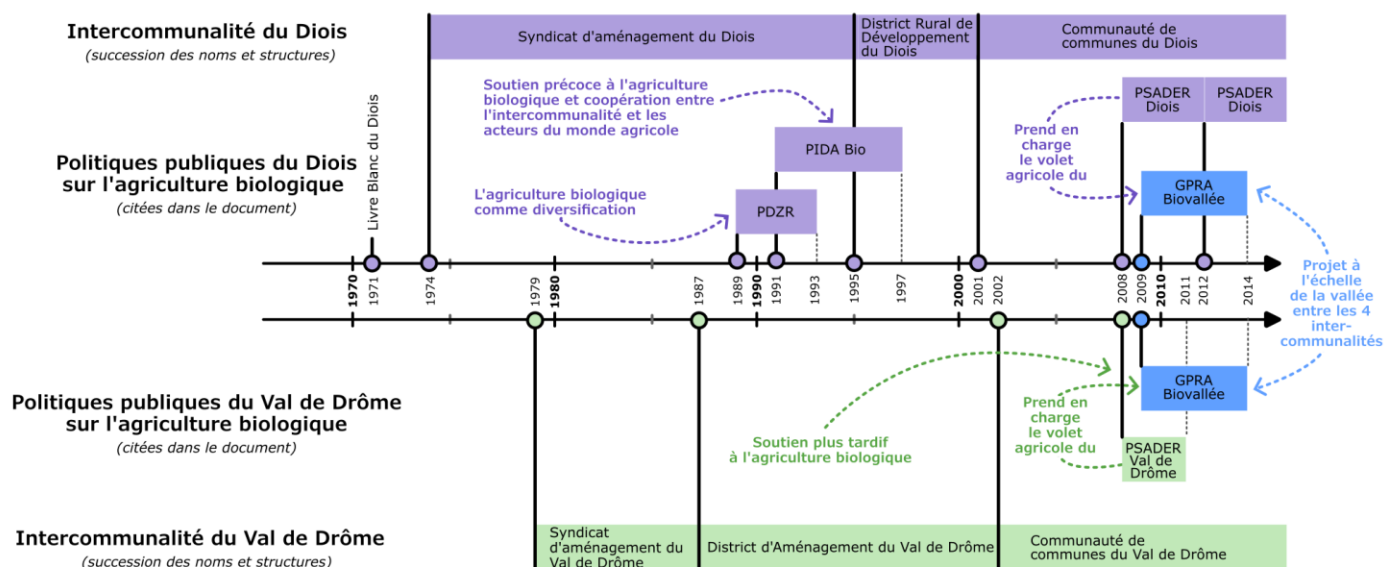 Intercommunalité du Diois
(succession des noms et structures)
Syndicat d'aménagement du Diois
District Rural de
Développement
du Diois
Communauté de
communes du Diois
Politiques publiques du Diois
sur l'agriculture biologique
(citées dans le document)
Livre Blanc du Diois
Soutien précoce à l'agriculture
biologique et coopération entre
l'intercommunalité et les
acteurs du monde agricole
PIDA Bio
L'agriculture biologique
comme diversification
PDZR
PSADER
Diois
PSADER
Diois
Prend en
charge
le volet
agricole du
GPRA
Biovallée
1970
1971
1974
1979
1980
1987
1989
1990
1991
1993
1995
1997
2000
2001
2002
2008
2009
2010
2011
2012
2014
Projet à
l'échelle
de la vallée
entre les 4
inter-
communalités
Politiques publiques du Val de Drôme
sur l'agriculture biologique
(citées dans le document)
Soutien plus tardif
à l'agriculture biologique
Prend en
charge
le volet
agricole du
GPRA
Biovallée
PSADER
Val de
Drôme
Intercommunalité du Val de Drôme
(succession des noms et structures)
Syndicat
d'aménagement du
Val de Drôme
District d'Aménagement du Val de Drôme
Communauté de
communes du Val de Drôme